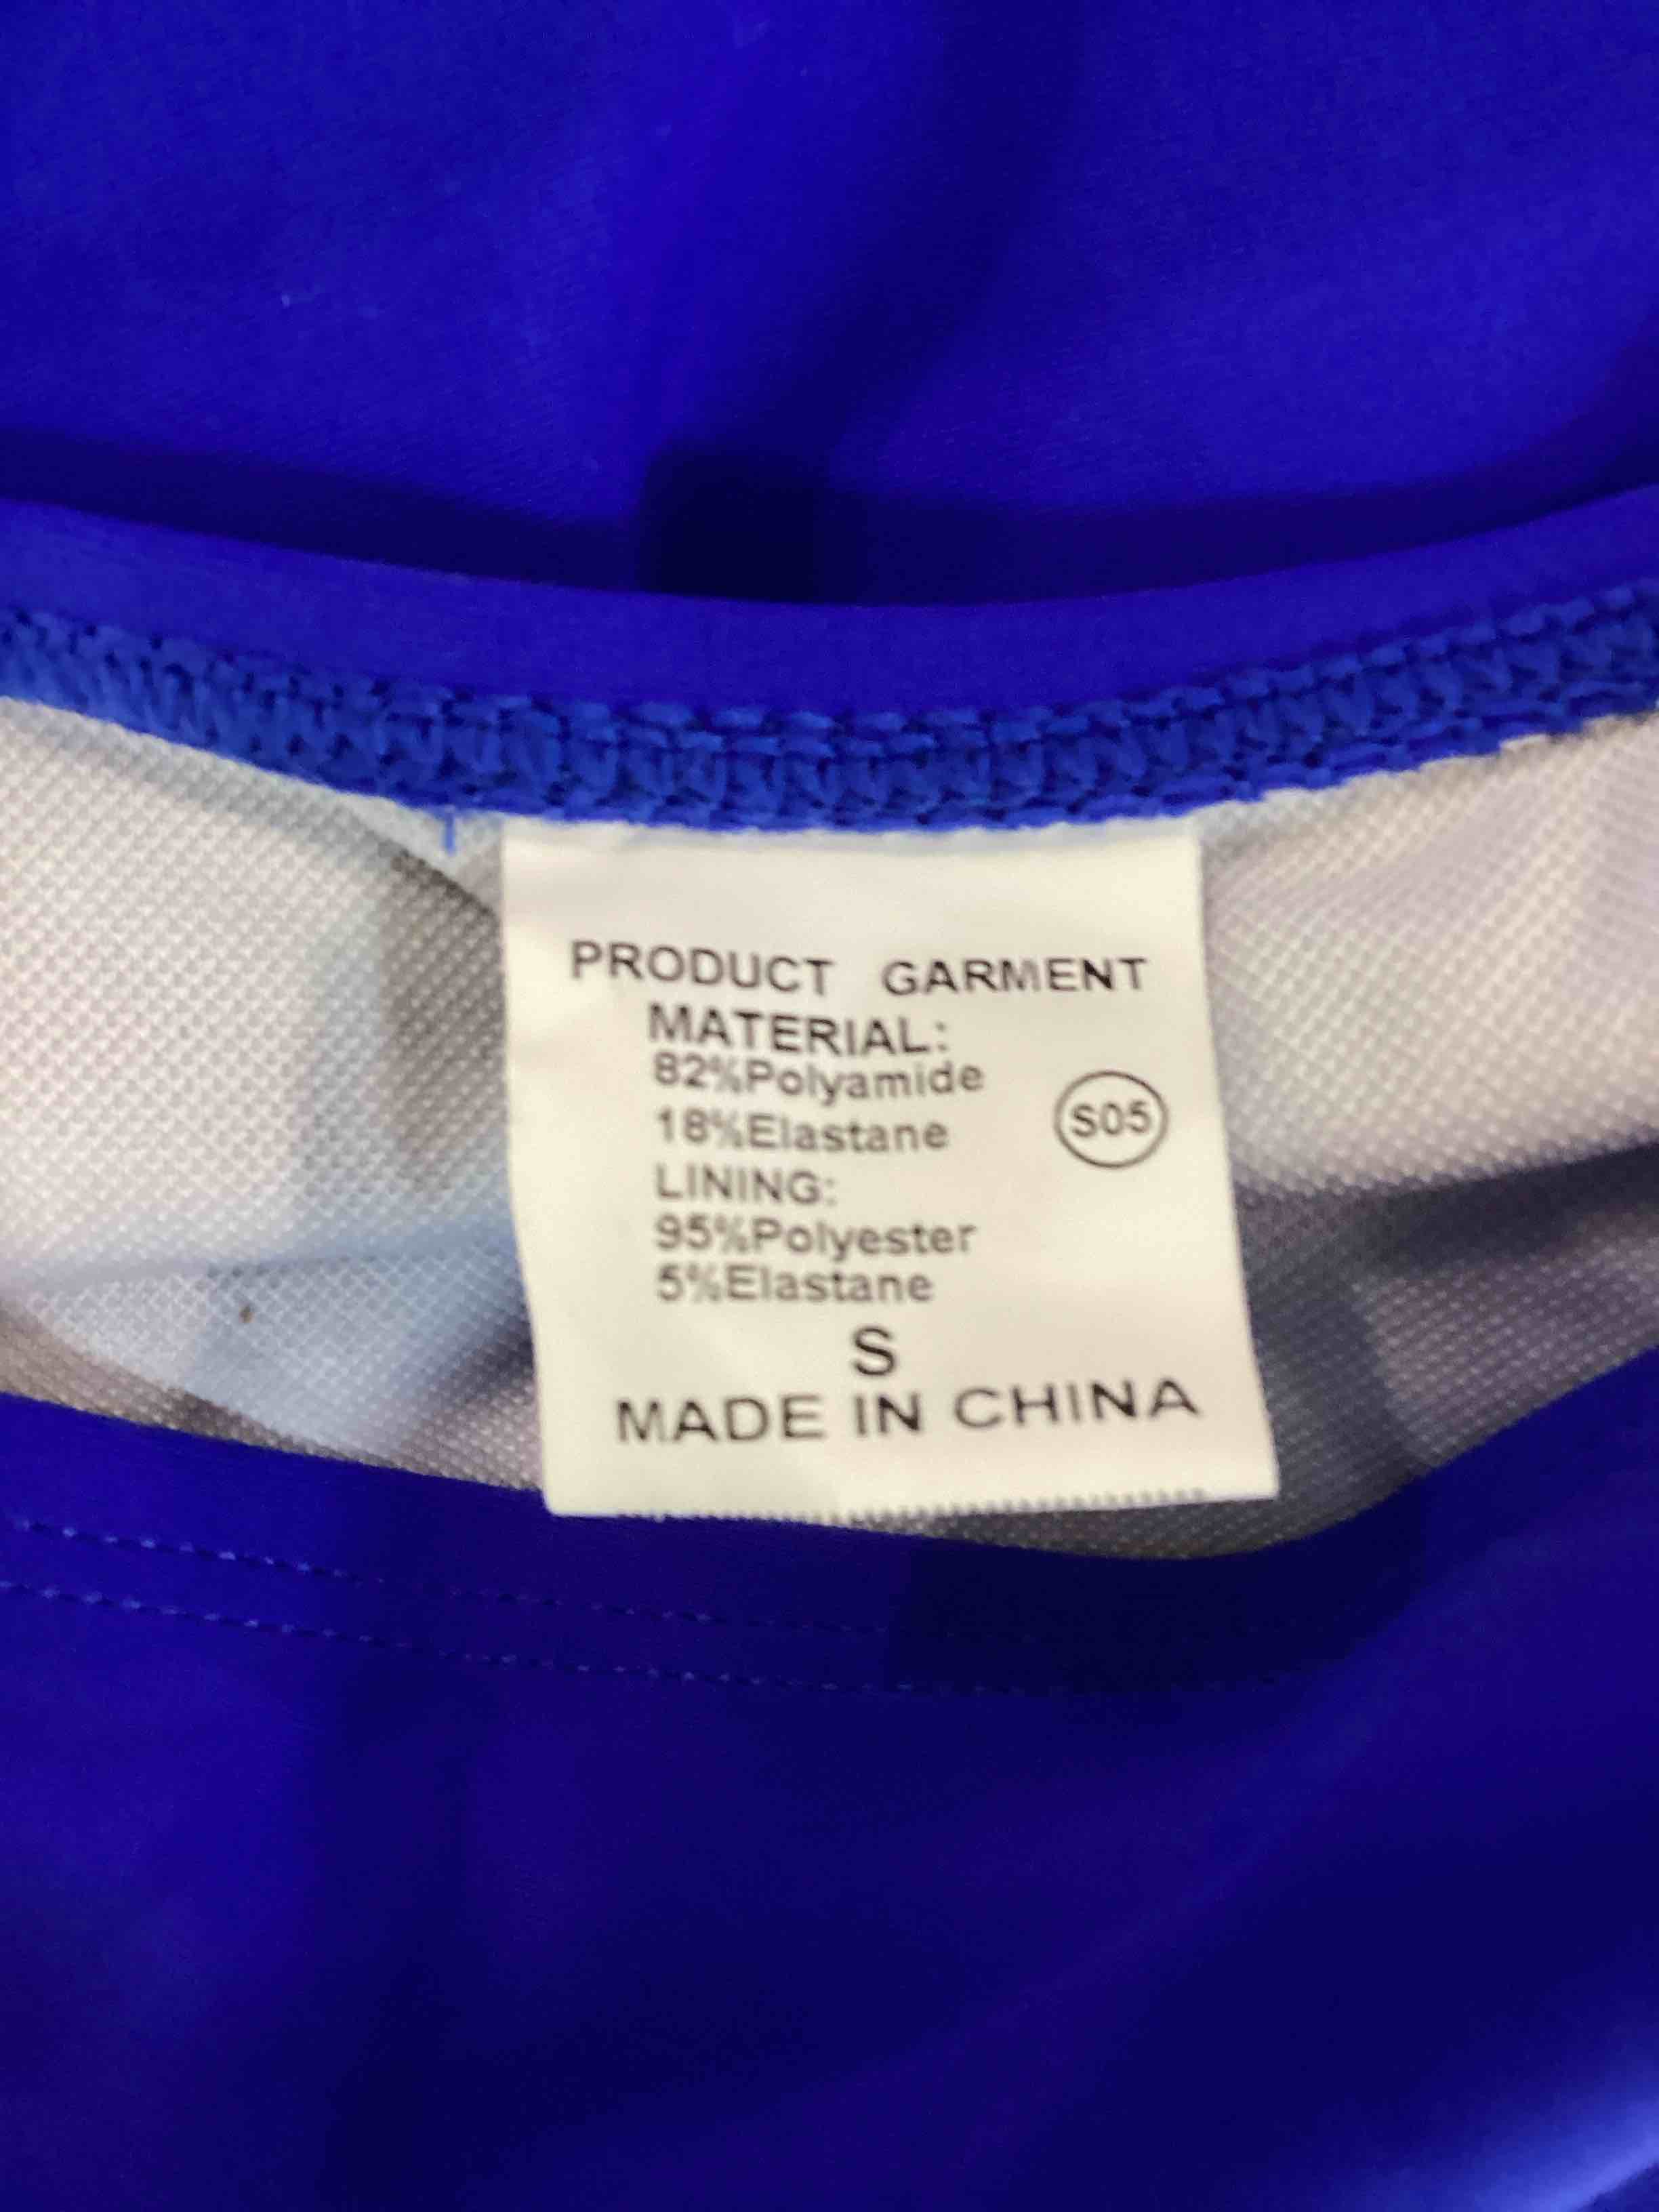 PRODUCT GARMENT
MATERIAL:
82%Polyamide
18%Elastane
S05
LINING:
95%Polyester
5%Elastane
S
MADE IN CHINA